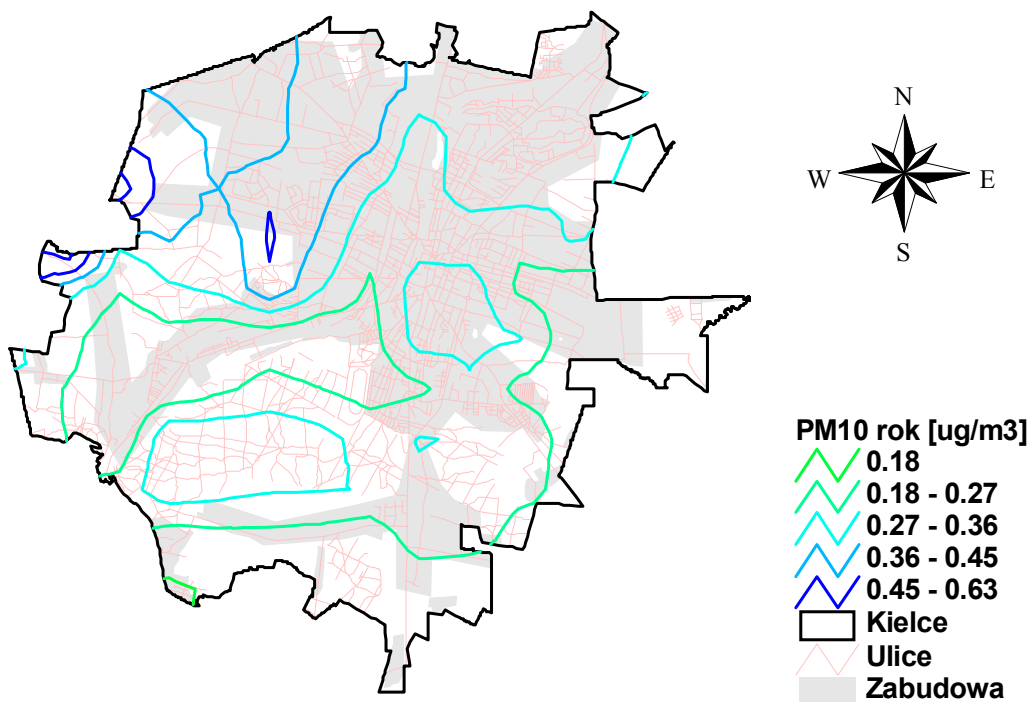 N
W
E
S
PM10 rok [ug/m3]
0.18
0.18 - 0.27
0.27 - 0.36
0.36 - 0.45
0.45 - 0.63
Kielce
Ulice
Zabudowa